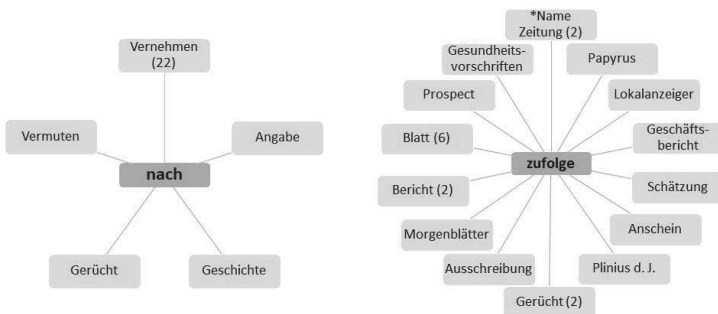 Vernehmen
(22)
Vermuten
Angabe
nach
Gerücht
Geschichte
*Name
Zeitung (2)
Gesundheits-
vorschriften
Papyrus
Prospect
Lokalanzeiger
Blatt (6)
Geschäfts-
bericht
zufolge
Bericht (2)
Schätzung
Morgenblätter
Anschein
Ausschreibung
Plinius d. J.
Gerücht (2)